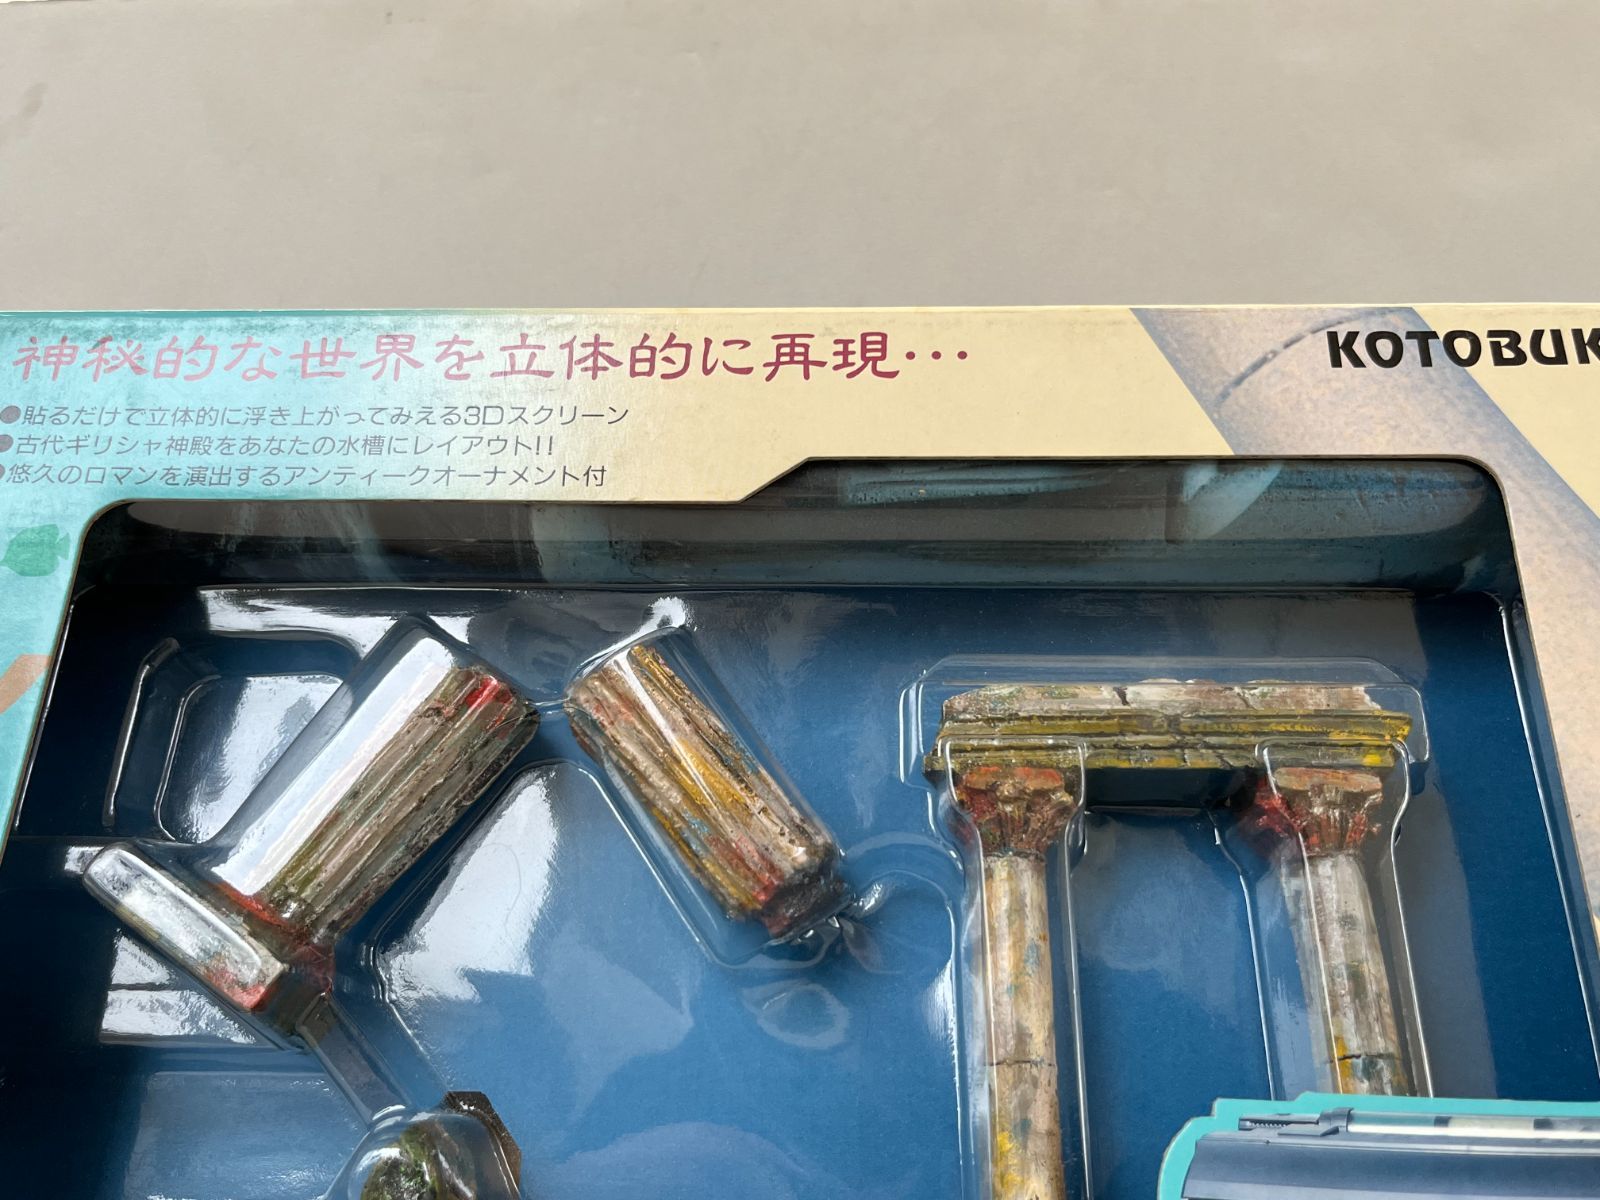 神秘的な世界を立体的に再現…
KOTOBUK
●貼るだけで立体的に浮き上がってみえる3Dスクリーン
●古代ギリシャ神殿をあなたの水槽にレイアウト!!
●悠久のロマンを演出するアンティークオーナメント付